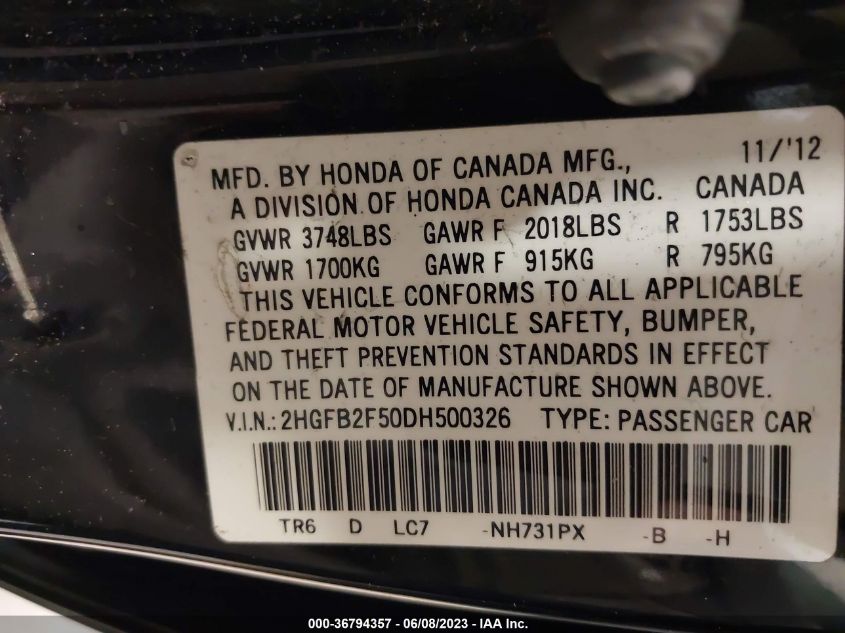 MFD. BY HONDA OF CANADA MFG., 11/'12
A DIVISION OF HONDA CANADA INC. CANADA
GVWR 3748LBS GAWR F 2018LBS R 1753LBS
GVWR 1700KG GAWR F 915KG R 795KG
THIS VEHICLE CONFORMS TO ALL APPLICABLE
FEDERAL MOTOR VEHICLE SAFETY, BUMPER,
AND THEFT PREVENTION STANDARDS IN EFFECT
ON THE DATE OF MANUFACTURE SHOWN ABOVE.
V.I.N.: 2HGFB2F50DH500326 TYPE: PASSENGER CAR
TR6 D LC7 -NH731PX -B -H
000-36794357 - 06/08/2023 - IAA Inc.